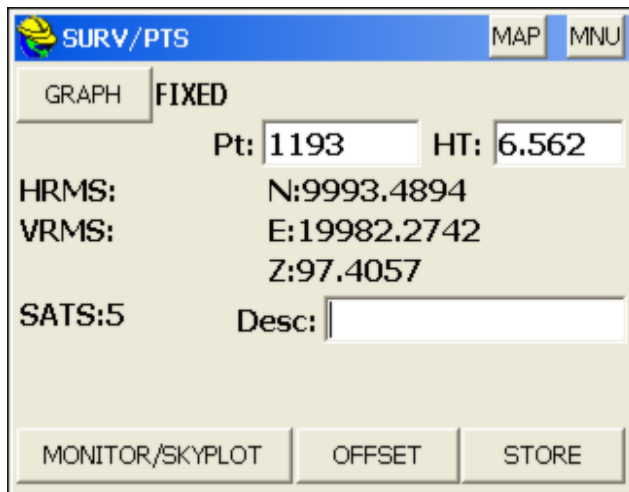 SURV/PTS MAP MNU
GRAPH FIXED
Pt: 1193 HT: 6.562
HRMS: N:9993.4894
VRMS: E:19982.2742
Z:97.4057
SATS:5 Desc:
MONITOR/SKYPLOT OFFSET STORE